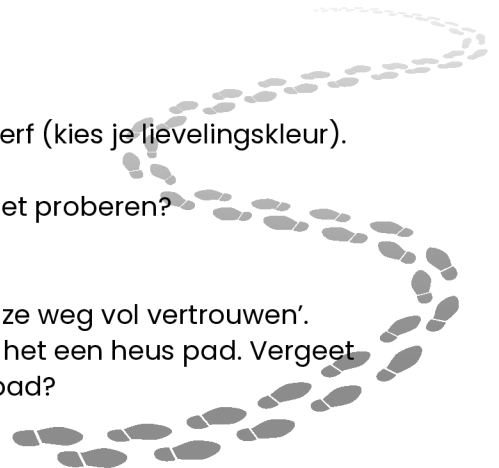 erf (kies je lievelingskleur).
et proberen?
ze weg vol vertrouwen’.
het een heus pad. Vergeet
pad?